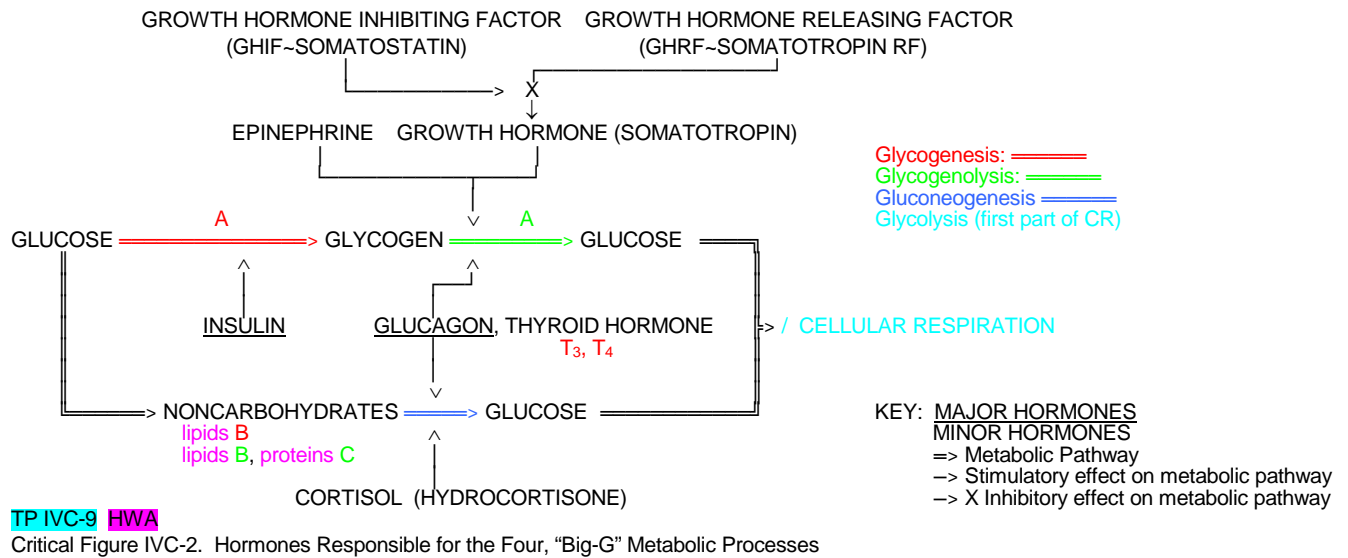 GROWTH HORMONE INHIBITING FACTOR GROWTH HORMONE RELEASING FACTOR
(GHIF~SOMATOSTATIN) (GHRF~SOMATOTROPIN RF)
X
EPINEPHRINE GROWTH HORMONE (SOMATOTROPIN)
Glycogenesis:
Glycogenolysis:
Gluconeogenesis
Glycolysis (first part of CR)
A A
GLUCOSE GLYCOGEN GLUCOSE
INSULIN GLUCAGON, THYROID HORMONE / CELLULAR RESPIRATION
T₃, T₄
NONCARBOHYDRATES GLUCOSE
lipids B
lipids B, proteins C
CORTISOL (HYDROCORTISONE)
KEY: MAJOR HORMONES
MINOR HORMONES
=> Metabolic Pathway
–> Stimulatory effect on metabolic pathway
–> X Inhibitory effect on metabolic pathway
TP IVC-9 HWA
Critical Figure IVC-2. Hormones Responsible for the Four, “Big-G” Metabolic Processes